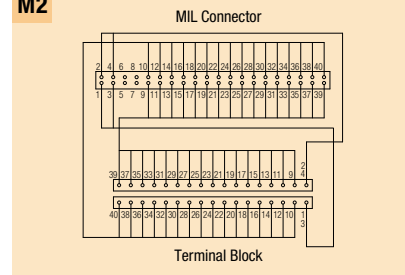 M2
MIL Connector
2 4 6 8 10 12 14 16 18 20 22 24 26 28 30 32 34 36 38 40
1 3 5 7 9 11 13 15 17 19 21 23 25 27 29 31 33 35 37 39
2
39 37 35 33 31 29 27 25 23 21 19 17 15 13 11 9 4
40 38 36 34 32 30 28 26 24 22 20 18 16 14 12 10 1
3
Terminal Block